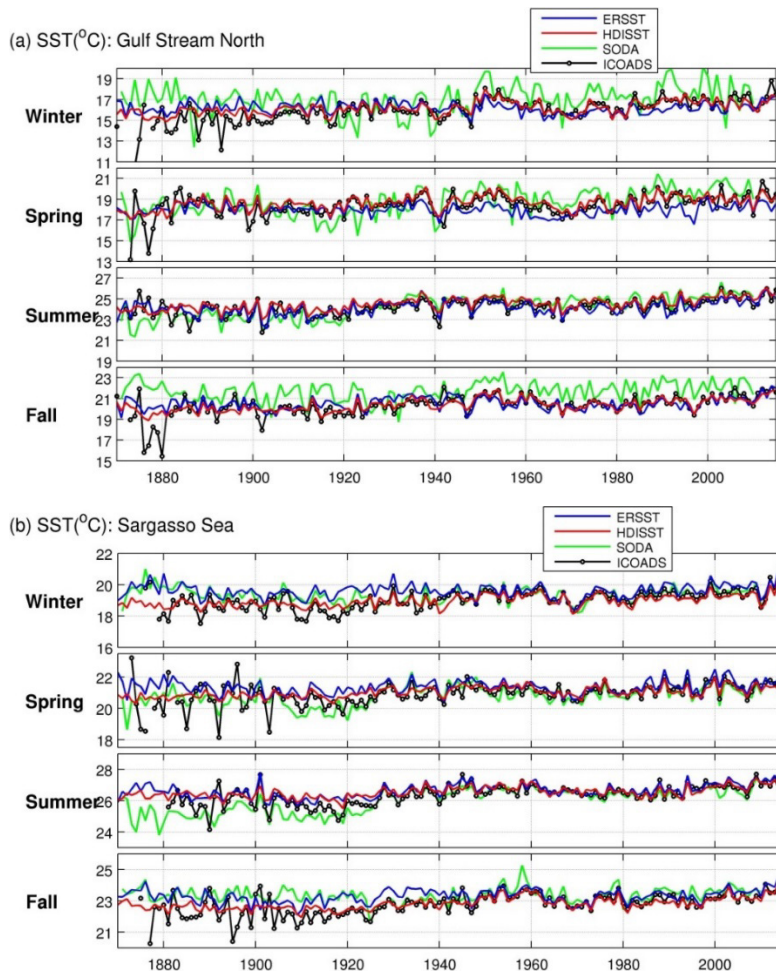 ERSST
HDISST
SODA
ICOADS
(a) SST(°C): Gulf Stream North
Winter
19
17
15
13
11
Spring
21
19
17
15
13
Summer
27
25
23
21
19
Fall
23
21
19
17
15
1880 1900 1920 1940 1960 1980 2000
(b) SST(°C): Sargasso Sea
ERSST
HDISST
SODA
ICOADS
Winter
22
20
18
16
Spring
22
20
18
Summer
28
26
24
Fall
25
23
21
1880 1900 1920 1940 1960 1980 2000